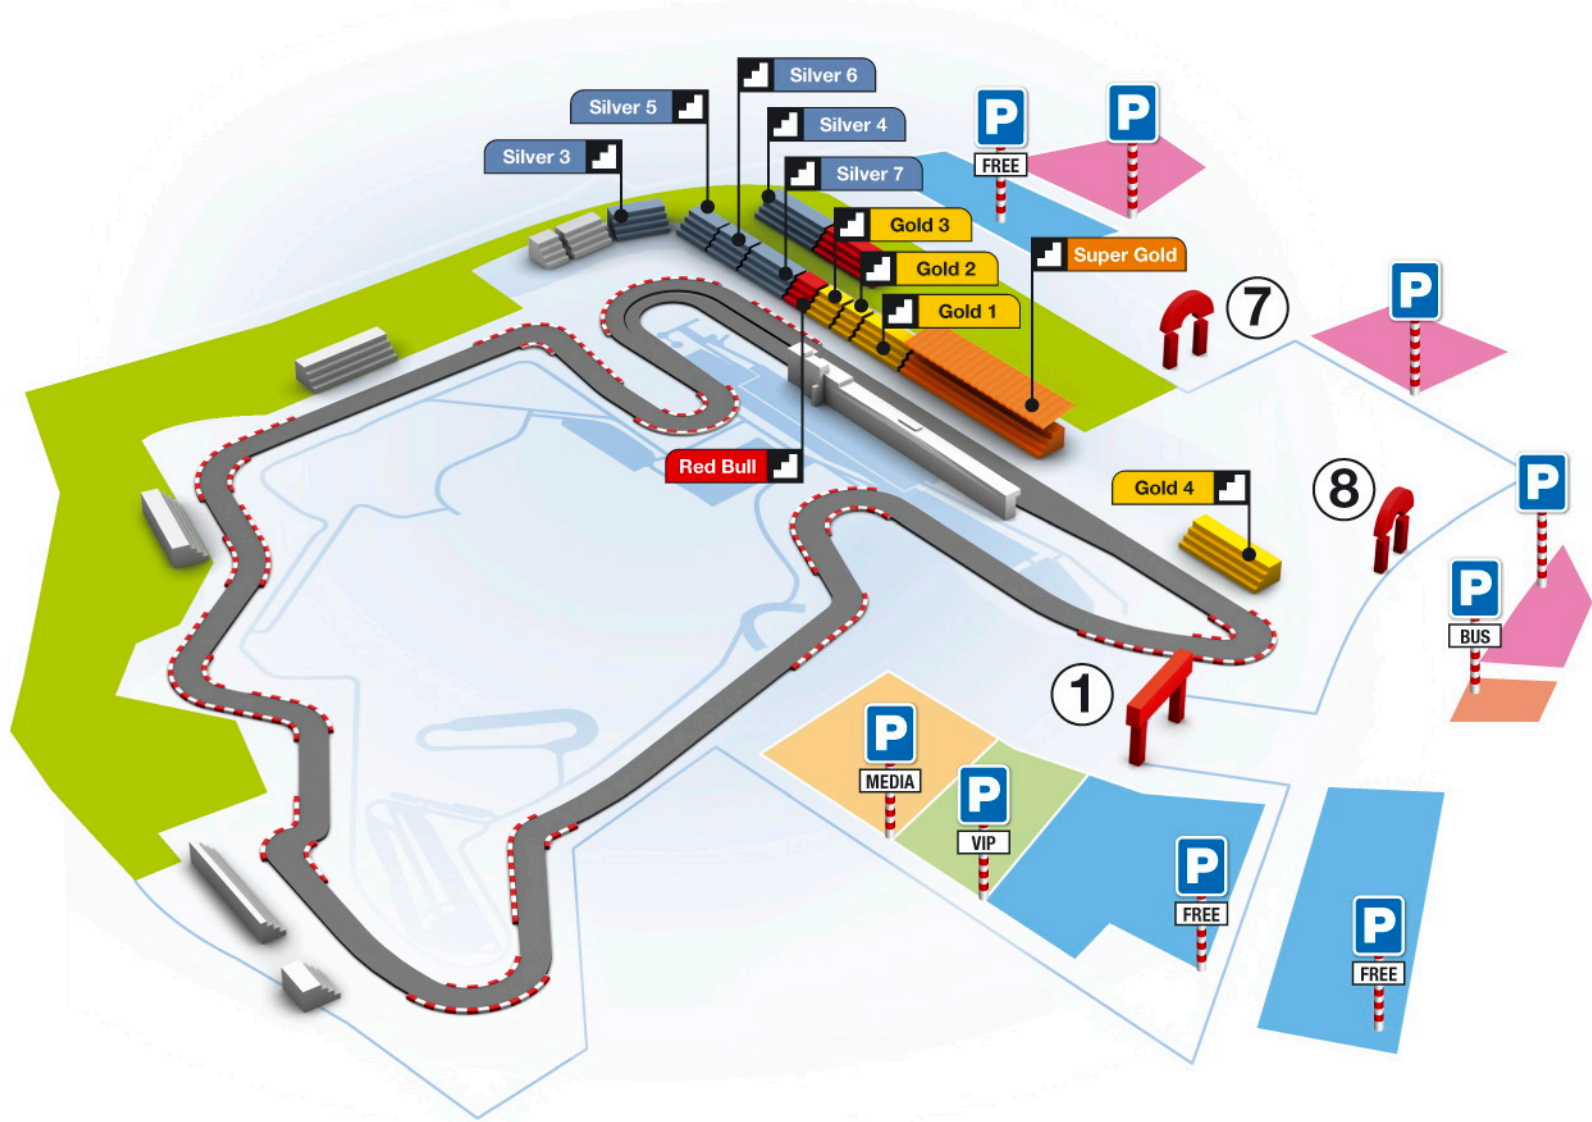 Silver 6
Silver 5
Silver 4
Silver 3
Silver 7
P
FREE
P
Gold 3
Super Gold
Gold 2
Gold 1
7
P
Red Bull
Gold 4
8
P
P
BUS
1
P
MEDIA
P
VIP
P
FREE
P
FREE